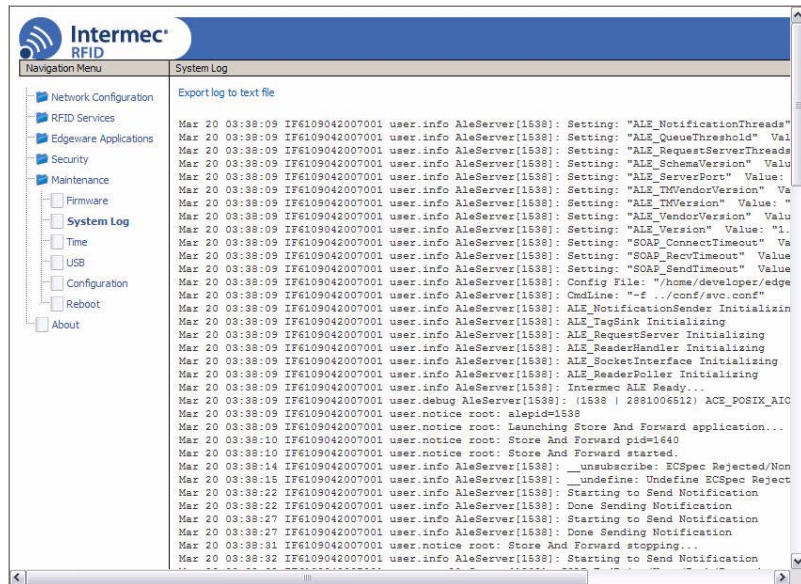 Intermec
RFID
Navigation Menu
System Log
Network Configuration
RFID Services
Edgeware Applications
Security
Maintenance
Firmware
System Log
Time
USB
Configuration
Reboot
About
Export log to text file
Mar 20 03:38:09 IF6109042007001 user.info AleServer[1538]: Setting: "ALE_NotificationThreads"
Mar 20 03:38:09 IF6109042007001 user.info AleServer[1538]: Setting: "ALE_QueueThreshold" Val
Mar 20 03:38:09 IF6109042007001 user.info AleServer[1538]: Setting: "ALE_RequestServerThreads
Mar 20 03:38:09 IF6109042007001 user.info AleServer[1538]: Setting: "ALE_SchemaVersion" Valu
Mar 20 03:38:09 IF6109042007001 user.info AleServer[1538]: Setting: "ALE_ServerPort" Value:
Mar 20 03:38:09 IF6109042007001 user.info AleServer[1538]: Setting: "ALE_TMVendorVersion" Va
Mar 20 03:38:09 IF6109042007001 user.info AleServer[1538]: Setting: "ALE_TMVersion" Value: "
Mar 20 03:38:09 IF6109042007001 user.info AleServer[1538]: Setting: "ALE_VendorVersion" Valu
Mar 20 03:38:09 IF6109042007001 user.info AleServer[1538]: Setting: "ALE_Version" Value: "1.
Mar 20 03:38:09 IF6109042007001 user.info AleServer[1538]: Setting: "SOAP_ConnectTimeout" Va
Mar 20 03:38:09 IF6109042007001 user.info AleServer[1538]: Setting: "SOAP_RecvTimeout" Value
Mar 20 03:38:09 IF6109042007001 user.info AleServer[1538]: Setting: "SOAP_SendTimeout" Value
Mar 20 03:38:09 IF6109042007001 user.info AleServer[1538]: Config File: "/home/developer/edge
Mar 20 03:38:09 IF6109042007001 user.info AleServer[1538]: CmdLine: "-f ../conf/svc.conf"
Mar 20 03:38:09 IF6109042007001 user.info AleServer[1538]: ALE_NotificationSender Initializin
Mar 20 03:38:09 IF6109042007001 user.info AleServer[1538]: ALE_TagSink Initializing
Mar 20 03:38:09 IF6109042007001 user.info AleServer[1538]: ALE_RequestServer Initializing
Mar 20 03:38:09 IF6109042007001 user.info AleServer[1538]: ALE_ReaderHandler Initializing
Mar 20 03:38:09 IF6109042007001 user.info AleServer[1538]: ALE_SocketInterface Initializing
Mar 20 03:38:09 IF6109042007001 user.info AleServer[1538]: ALE_ReaderPoller Initializing
Mar 20 03:38:09 IF6109042007001 user.info AleServer[1538]: Intermec ALE Ready...
Mar 20 03:38:09 IF6109042007001 user.debug AleServer[1538]: (1538 | 2881006512) ACE_POSIX_AIO
Mar 20 03:38:09 IF6109042007001 user.notice root: alepid=1538
Mar 20 03:38:09 IF6109042007001 user.notice root: Launching Store And Forward application...
Mar 20 03:38:10 IF6109042007001 user.notice root: Store And Forward pid=1640
Mar 20 03:38:10 IF6109042007001 user.notice root: Store And Forward started.
Mar 20 03:38:14 IF6109042007001 user.info AleServer[1538]: __unsubscribe: ECSpec Rejected/Non
Mar 20 03:38:15 IF6109042007001 user.info AleServer[1538]: __undefine: Undefine ECSpec Reject
Mar 20 03:38:22 IF6109042007001 user.info AleServer[1538]: Starting to Send Notification
Mar 20 03:38:22 IF6109042007001 user.info AleServer[1538]: Done Sending Notification
Mar 20 03:38:27 IF6109042007001 user.info AleServer[1538]: Starting to Send Notification
Mar 20 03:38:27 IF6109042007001 user.info AleServer[1538]: Done Sending Notification
Mar 20 03:38:31 IF6109042007001 user.notice root: Store And Forward stopping...
Mar 20 03:38:32 IF6109042007001 user.info AleServer[1538]: Starting to Send Notification